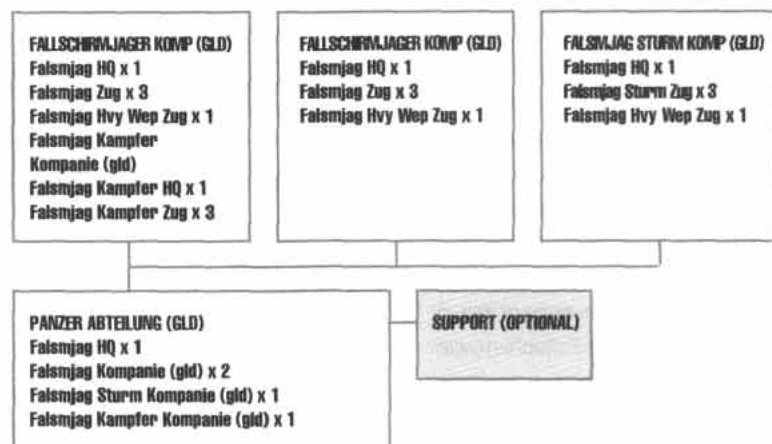 FALLSCHIRMJAGER KOMP (GLD)
Falsmjag HQ x 1
Falsmjag Zug x 3
Falsmjag Hvy Wep Zug x 1
Falsmjag Kampfer
Kompanie (gld)
Falsmjag Kampfer HQ x 1
Falsmjag Kampfer Zug x 3
FALLSCHIRMJAGER KOMP (GLD)
Falsmjag HQ x 1
Falsmjag Zug x 3
Falsmjag Hvy Wep Zug x 1
FALSMJAG STURM KOMP (GLD)
Falsmjag HQ x 1
Falsmjag Sturm Zug x 3
Falsmjag Hvy Wep Zug x 1
PANZER ABTEILUNG (GLD)
Falsmjag HQ x 1
Falsmjag Kompanie (gld) x 2
Falsmjag Sturm Kompanie (gld) x 1
Falsmjag Kampfer Kompanie (gld) x 1
SUPPORT (OPTIONAL)